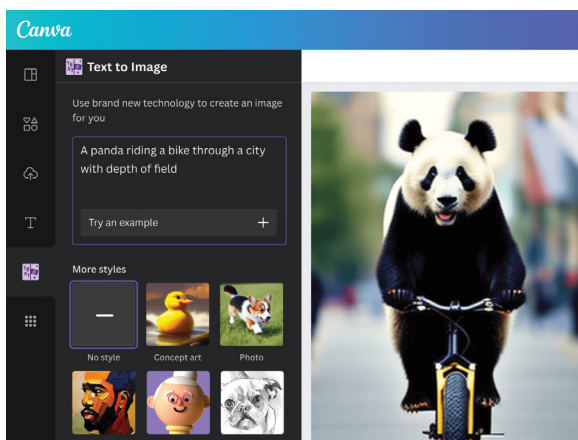 Canva
Text to Image
Use brand new technology to create an image
for you
A panda riding a bike through a city
with depth of field
Try an example
More styles
No style
Concept art
Photo
T